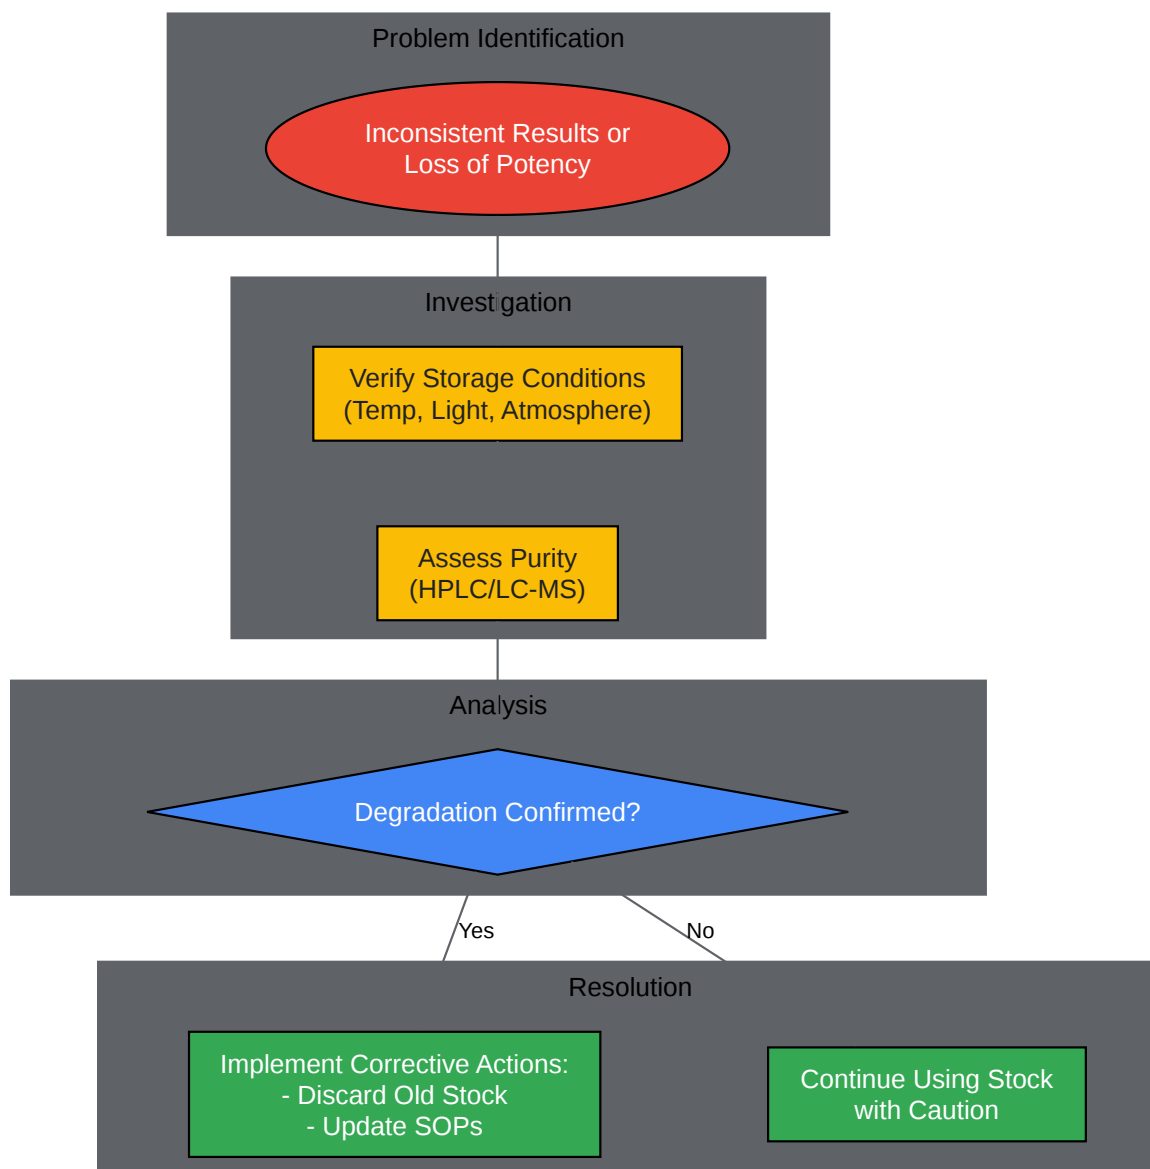 Problem Identification
Inconsistent Results or
Loss of Potency
Investigation
Verify Storage Conditions
(Temp, Light, Atmosphere)
Assess Purity
(HPLC/LC-MS)
Analysis
Degradation Confirmed?
Yes
No
Resolution
Implement Corrective Actions:
- Discard Old Stock
- Update SOPs
Continue Using Stock
with Caution